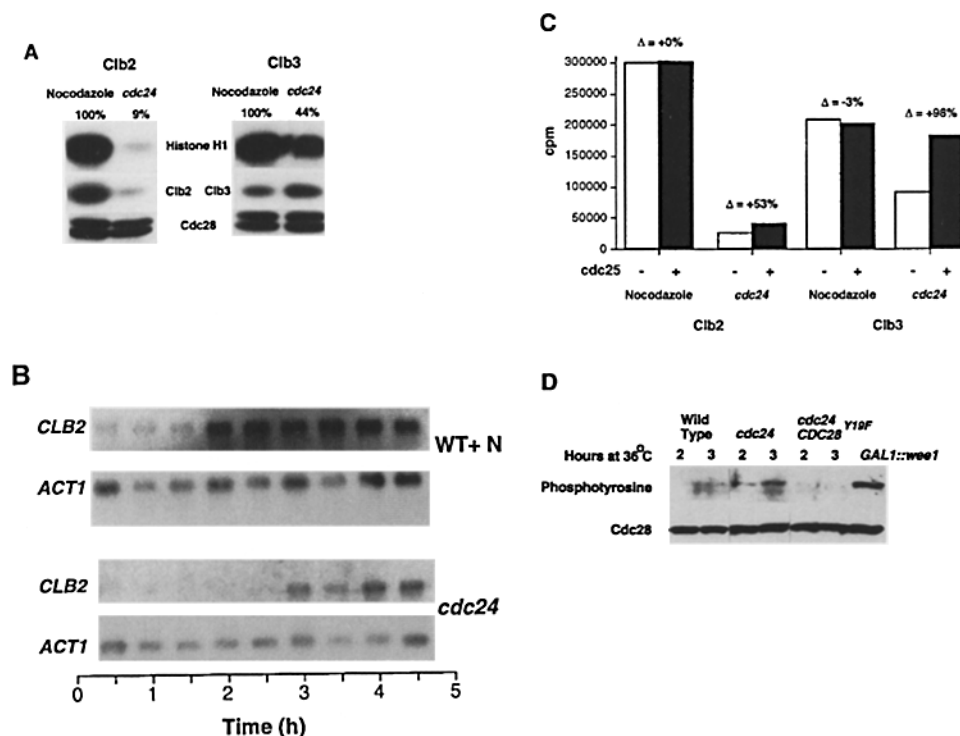 A
Clb2 Clb3
Nocodazole cdc24 Nocodazole cdc24
100% 9% 100% 44%
Histone H1
Clb2 Clb3
Cdc28
B
CLB2
WT+ N
ACT1
CLB2
cdc24
ACT1
0 1 2 3 4 5
Time (h)
C
Δ = +0%
Δ = +53%
Δ = -3%
Δ = +98%
300000
250000
200000
150000
100000
50000
0
cpm
cdc25 - + - + - + - +
Nocodazole cdc24 Nocodazole cdc24
Clb2 Clb3
D
Wild Type cdc24 cdc24 CDC28 Y19F
Hours at 36°C 2 3 2 3 2 3 GAL1::wee1
Phosphotyrosine
Cdc28